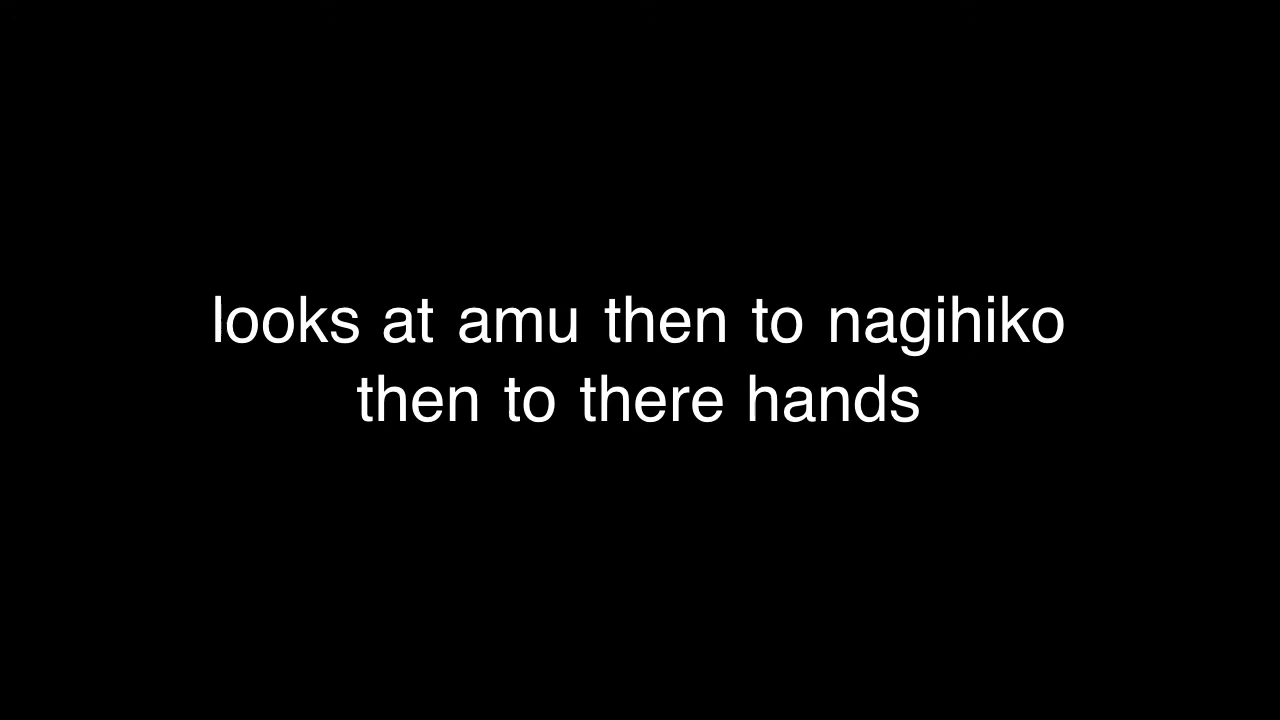 looks at amu then to nagihiko
then to there hands